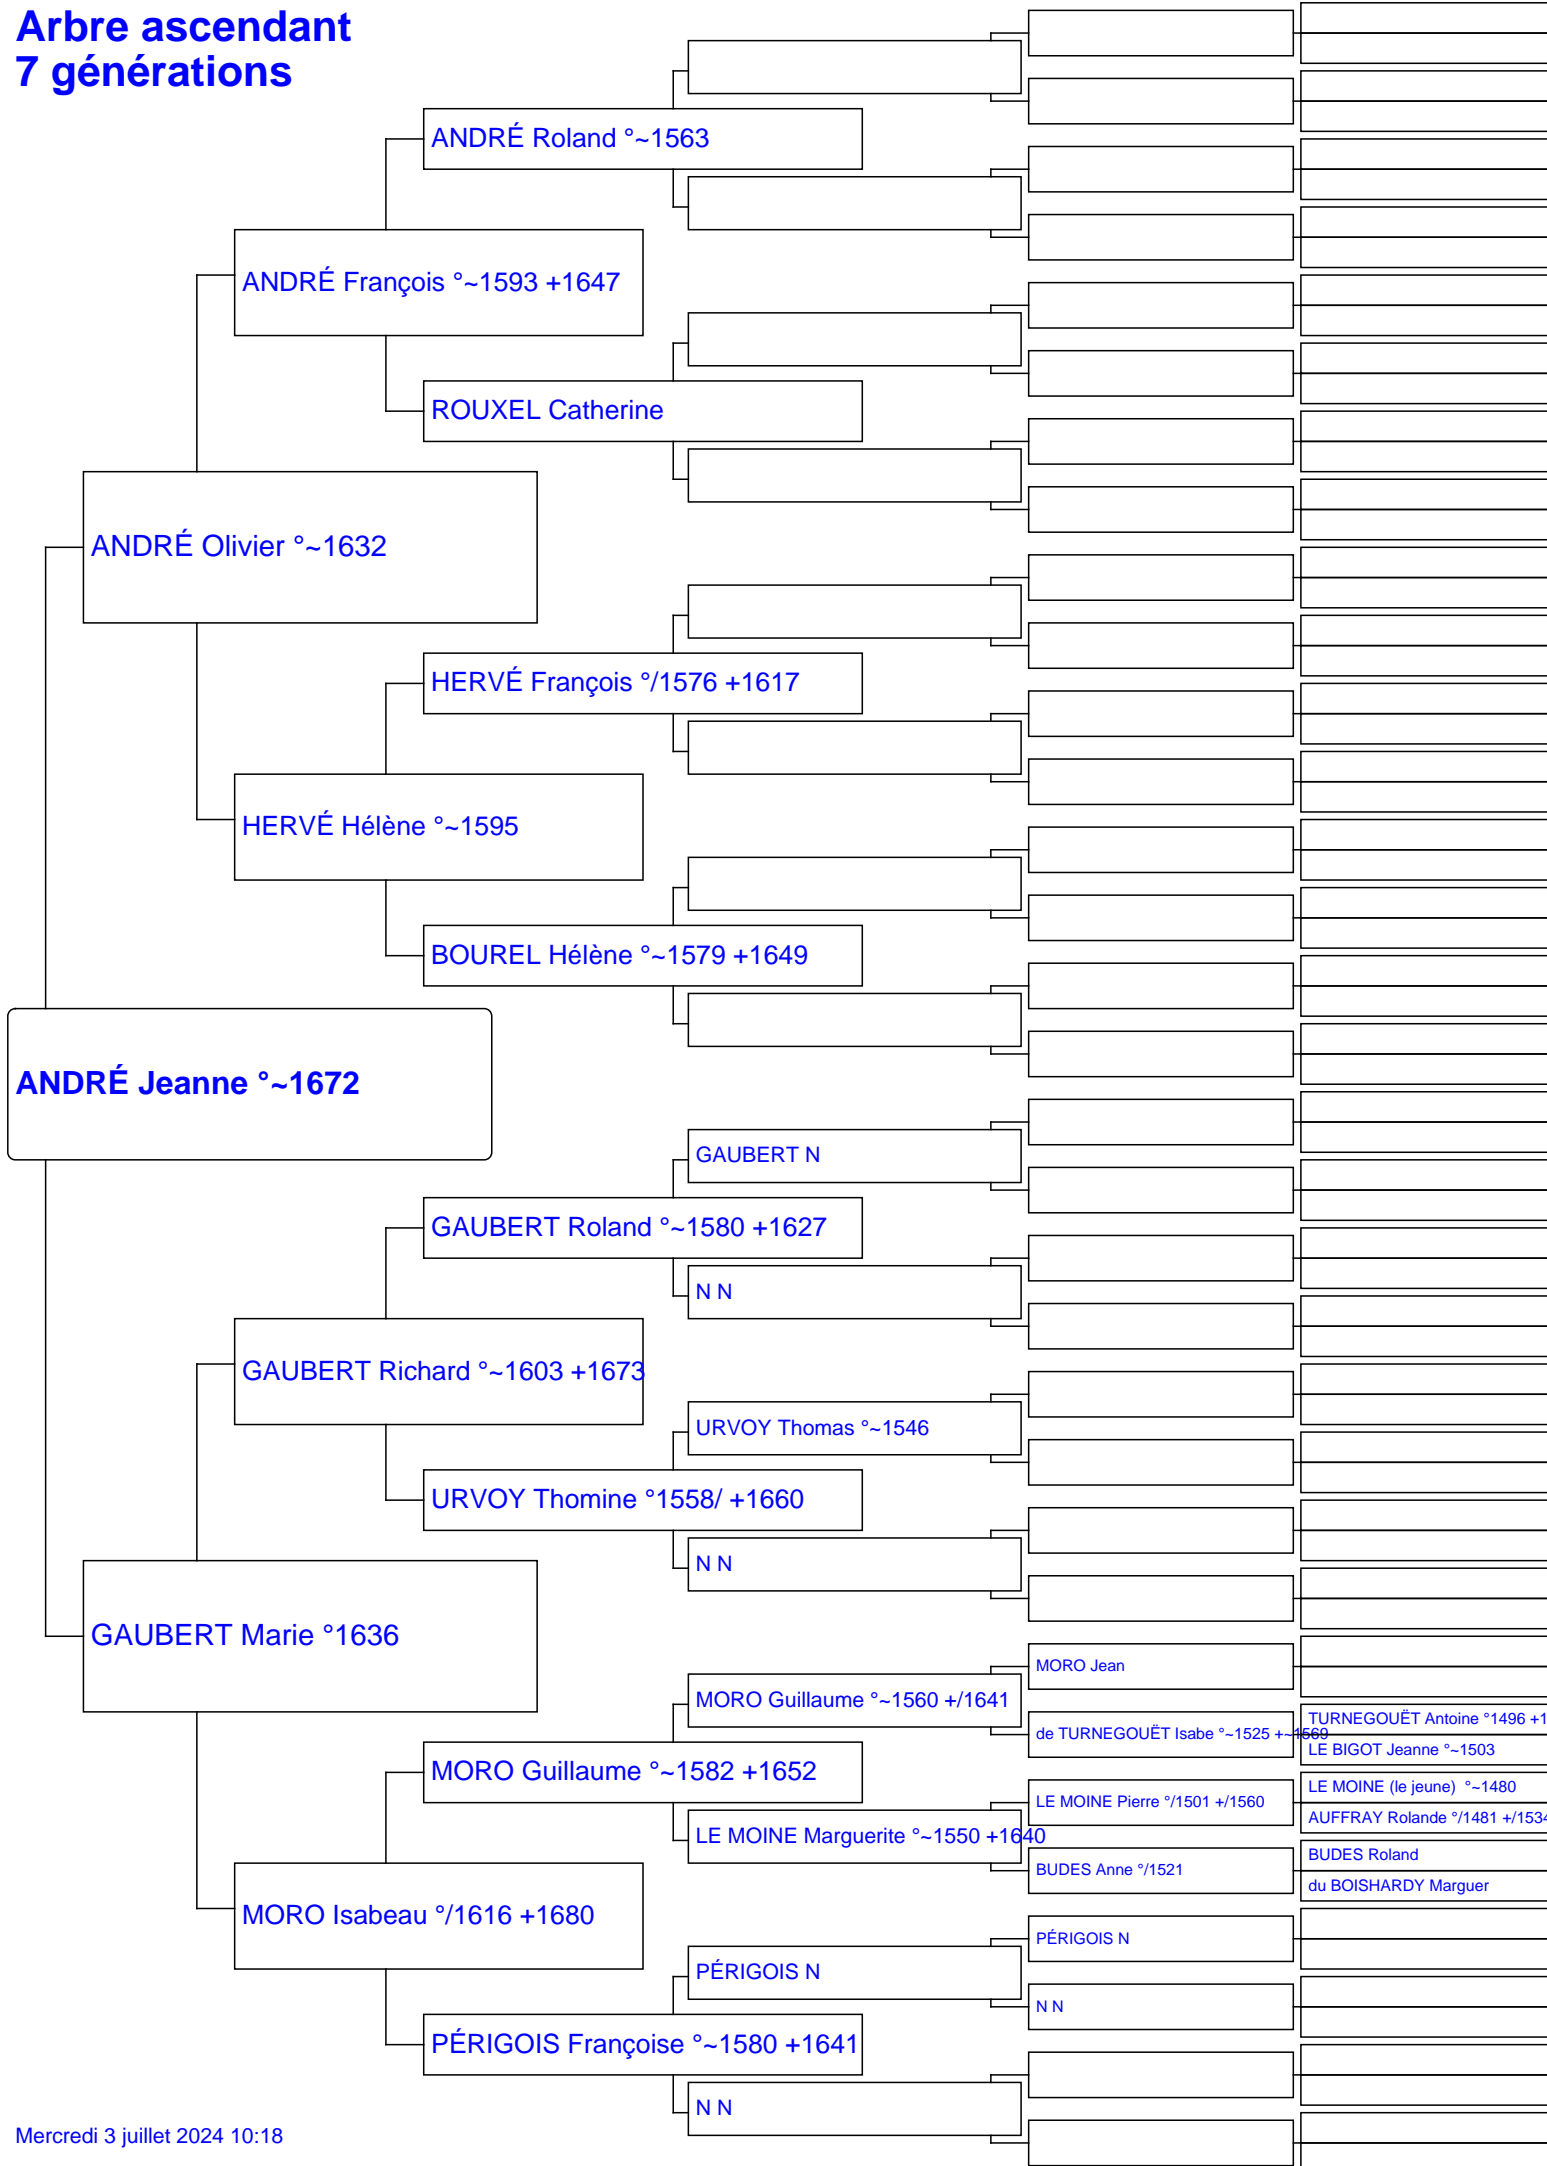 Arbre ascendant
7 générations
ANDRÉ Roland °~1563
ANDRÉ François °~1593 +1647
ROUXEL Catherine
ANDRÉ Olivier °~1632
HERVÉ François °/1576 +1617
HERVÉ Hélène °~1595
BOUREL Hélène °~1579 +1649
ANDRÉ Jeanne °~1672
GAUBERT N
GAUBERT Roland °~1580 +1627
N N
GAUBERT Richard °~1603 +1673
URVOY Thomas °~1546
URVOY Thomine °1558/ +1660
N N
GAUBERT Marie °1636
MORO Jean
MORO Guillaume °~1560 +/1641
TURNEGOUËT Antoine °1496 +1
de TURNEGOUËT Isabe °~1525 +~1569
LE BIGOT Jeanne °~1503
MORO Guillaume °~1582 +1652
LE MOINE (le jeune) °~1480
LE MOINE Pierre °/1501 +/1560
AUFFRAY Rolande °/1481 +/1534
LE MOINE Marguerite °~1550 +1640
BUDES Roland
BUDES Anne °/1521
du BOISHARDY Marguer
MORO Isabeau °/1616 +1680
PÉRIGOIS N
PÉRIGOIS N
N N
PÉRIGOIS Françoise °~1580 +1641
N N
Mercredi 3 juillet 2024 10:18